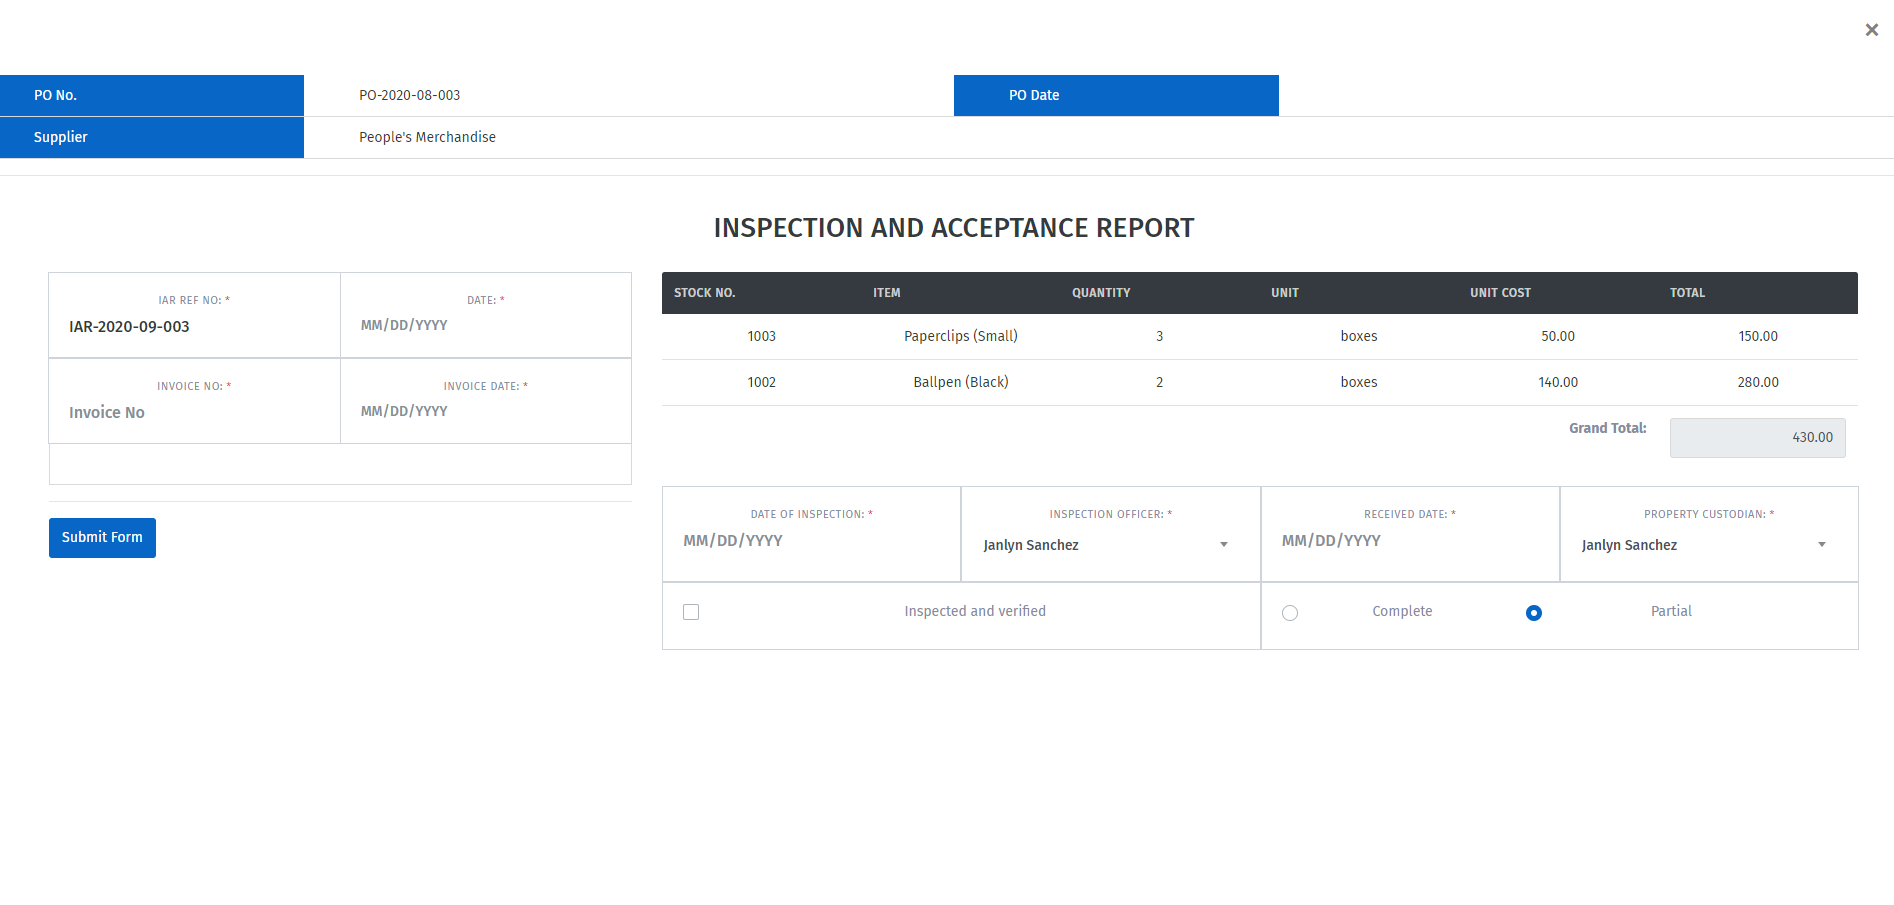 ×
PO No. PO-2020-08-003 PO Date
Supplier People's Merchandise
INSPECTION AND ACCEPTANCE REPORT
IAR REF NO: * DATE: *
IAR-2020-09-003 MM/DD/YYYY
INVOICE NO: * INVOICE DATE: *
Invoice No MM/DD/YYYY
Submit Form
STOCK NO. ITEM QUANTITY UNIT UNIT COST TOTAL
1003 Paperclips (Small) 3 boxes 50.00 150.00
1002 Ballpen (Black) 2 boxes 140.00 280.00
Grand Total: 430.00
DATE OF INSPECTION: * INSPECTION OFFICER: * RECEIVED DATE: * PROPERTY CUSTODIAN: *
MM/DD/YYYY Janlyn Sanchez MM/DD/YYYY Janlyn Sanchez
Inspected and verified Complete Partial